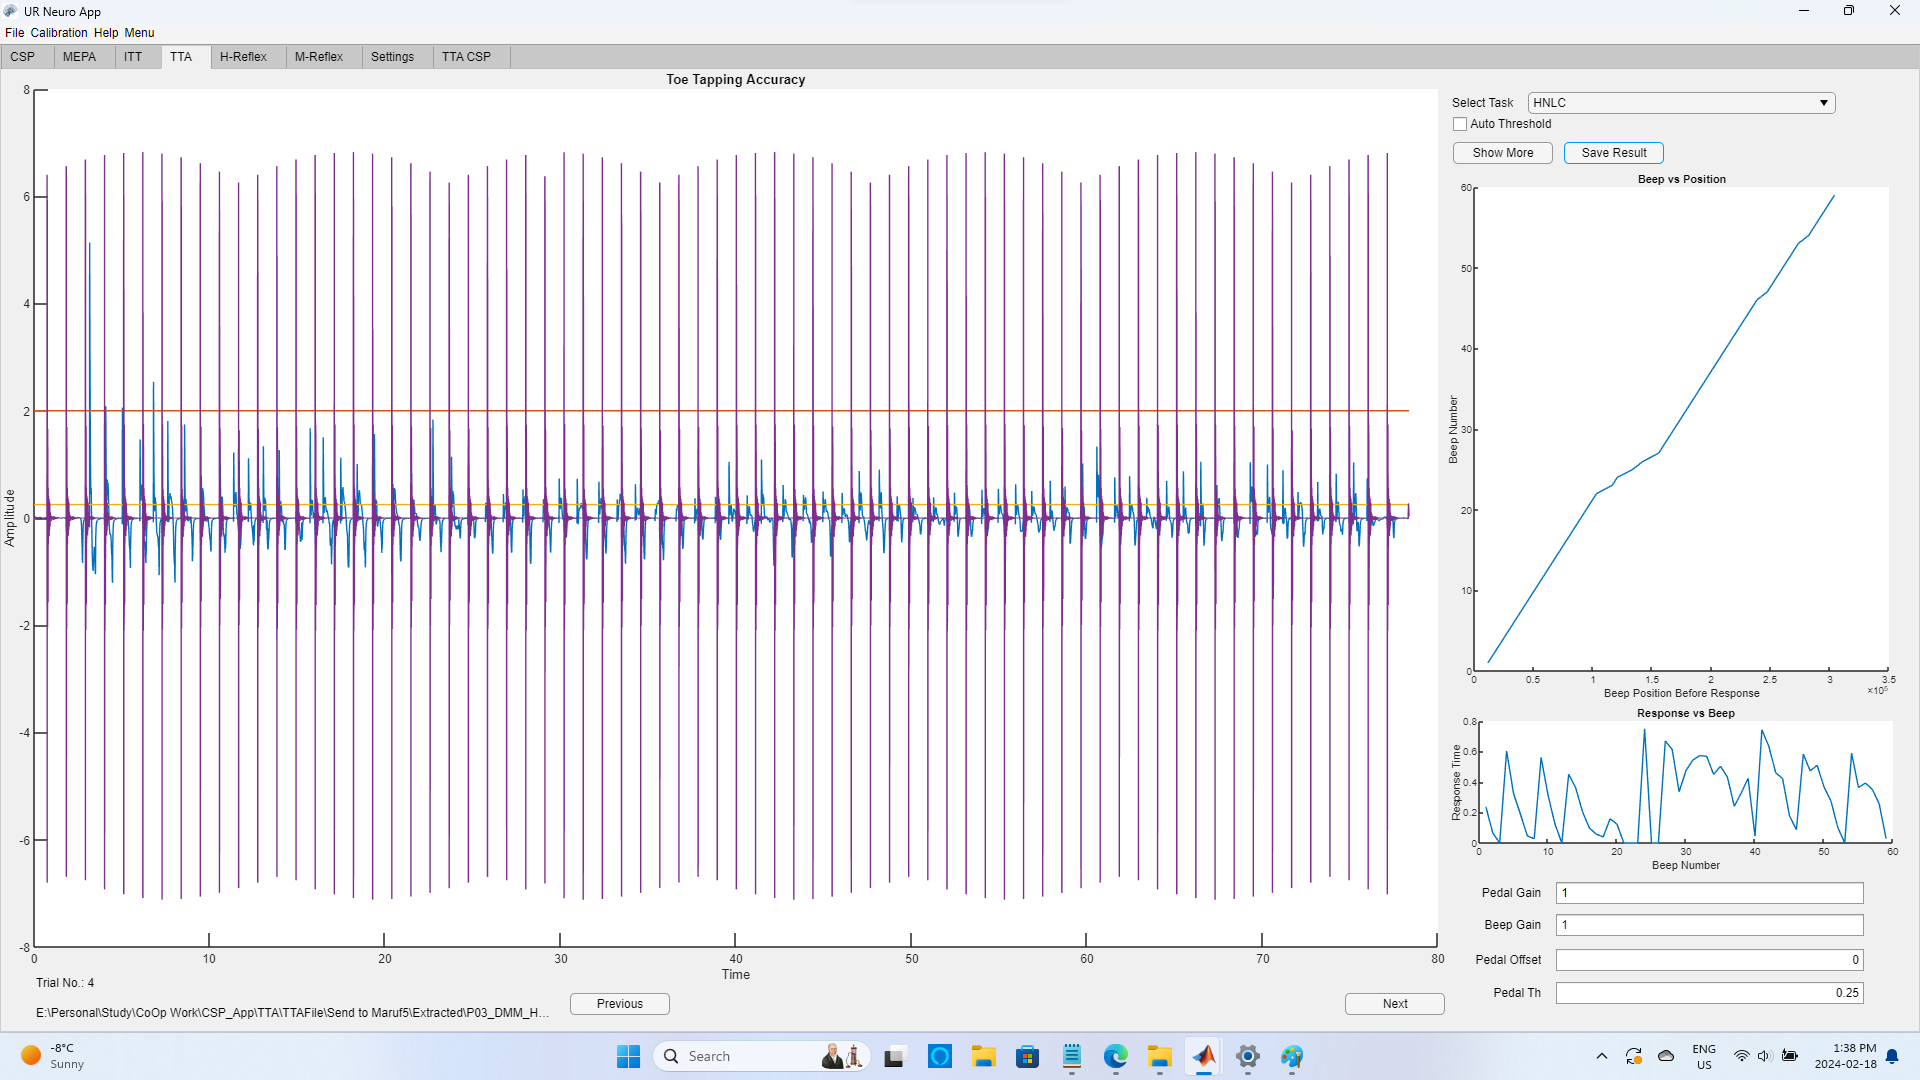 UR Neuro App
File Calibration Help Menu
CSP MEPA ITT TTA H-Reflex M-Reflex Settings TTA CSP
Toe Tapping Accuracy
8
6
4
2
0
-2
-4
-6
-8
Amplitude
0 10 20 30 40 50 60 70 80
Time
Trial No.: 4
E:\Personal\Study\CoOp Work\CSP_App\TTA\TTAFile\Send to Maruf5\Extracted\P03_DMM_H...
Previous
Next
Select Task HNLC
Auto Threshold
Show More Save Result
Beep vs Position
60
50
40
30
20
10
0
Beep Number
0 0.5 1 1.5 2 2.5 3 3.5
Beep Position Before Response
×10⁵
Response vs Beep
0.8
0.6
0.4
0.2
0
Response Time
0 10 20 30 40 50 60
Beep Number
Pedal Gain 1
Beep Gain 1
Pedal Offset 0
Pedal Th 0.25
-8°C
Sunny
Search
ENG
US
1:38 PM
2024-02-18